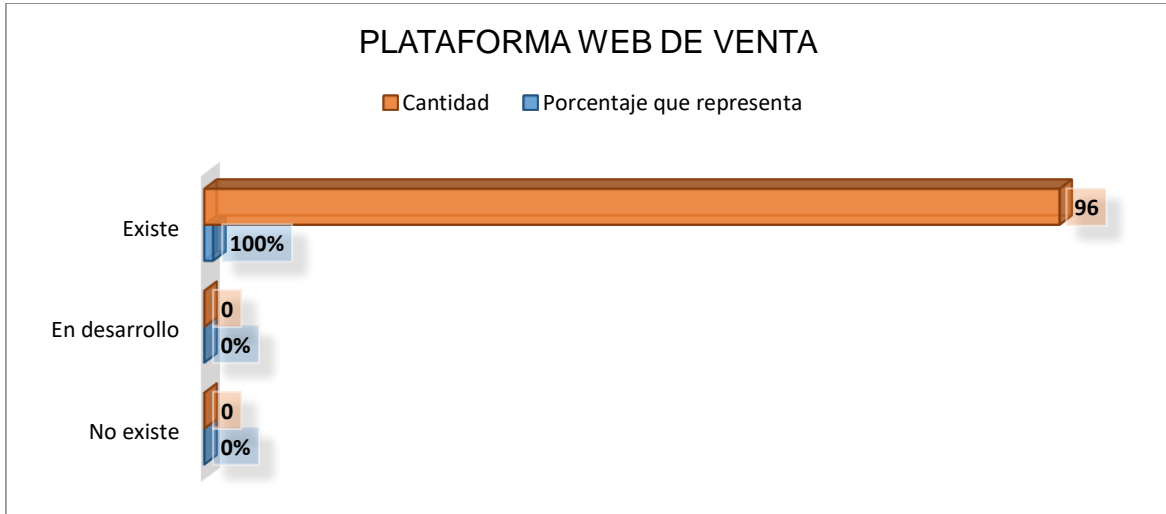 PLATAFORMA WEB DE VENTA
Cantidad Porcentaje que representa
Existe
96
100%
En desarrollo
0
0%
No existe
0
0%